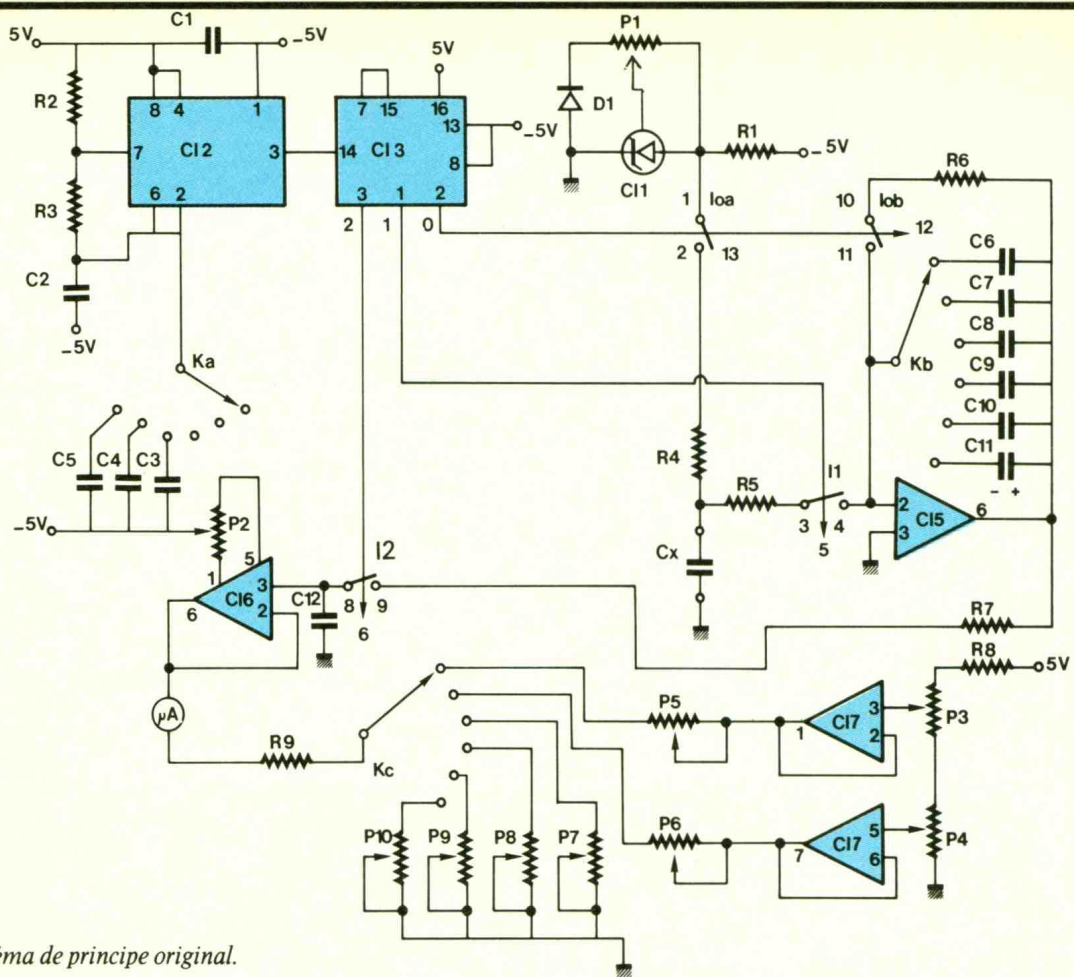 5V
C1
-5V
R2
8
4
1
7
CI2
3
6
2
R3
C2
-5V
5V
7
15
16
13
-5V
14
CI3
8
3
1
2
2
1
0
P1
D1
CI1
R1
-5V
1
Ioa
2
13
10
Iob
11
12
R6
C6
C7
C8
C9
C10
C11
- +
Kb
Ka
C5
C4
C3
-5V
P2
5
1
3
6
CI6
2
C12
I2
8
9
6
R4
R5
I1
3
4
5
Cx
2
3
CI5
6
R7
R8
5V
P3
3
2
CI7
1
P5
P4
5
6
CI7
7
P6
µA
R9
Kc
P10
P9
P8
P7
éma de principe original.